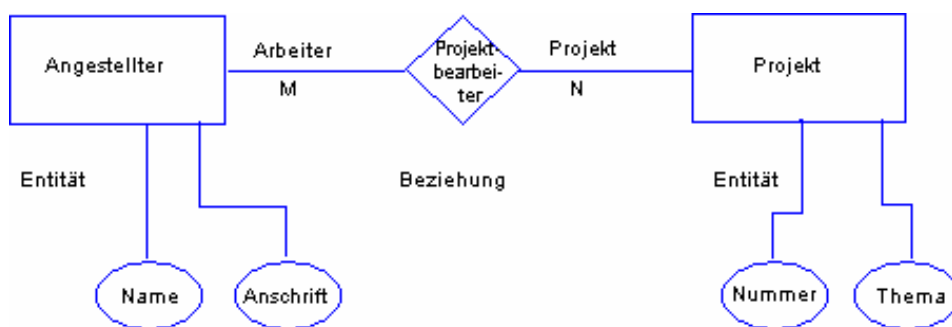 Angestellter
Arbeiter
M
Projekt-
bearbei-
ter
Projekt
N
Projekt
Entität
Beziehung
Entität
Name
Anschrift
Nummer
Thema